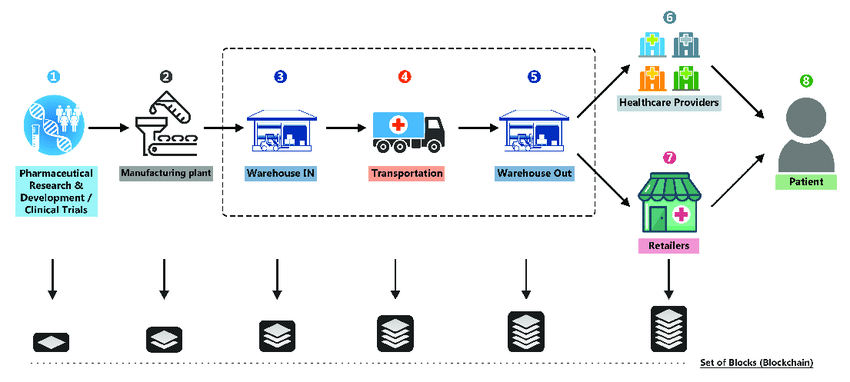 1
2
3
4
5
6
7
8
Pharmaceutical
Research &
Development /
Clinical Trials
Manufacturing plant
Warehouse IN
Transportation
Warehouse Out
Healthcare Providers
Retailers
Patient
Set of Blocks (Blockchain)